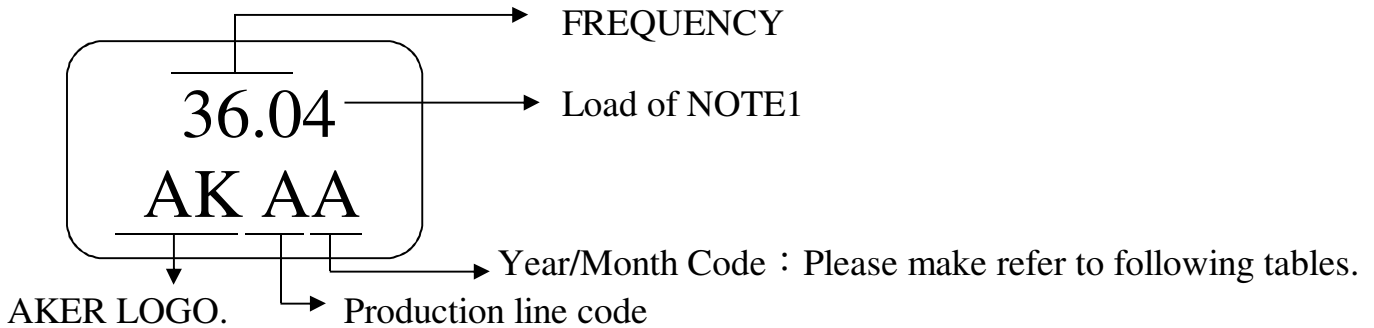 FREQUENCY
36.04
Load of NOTE1
AK AA
Year/Month Code：Please make refer to following tables.
AKER LOGO.
Production line code